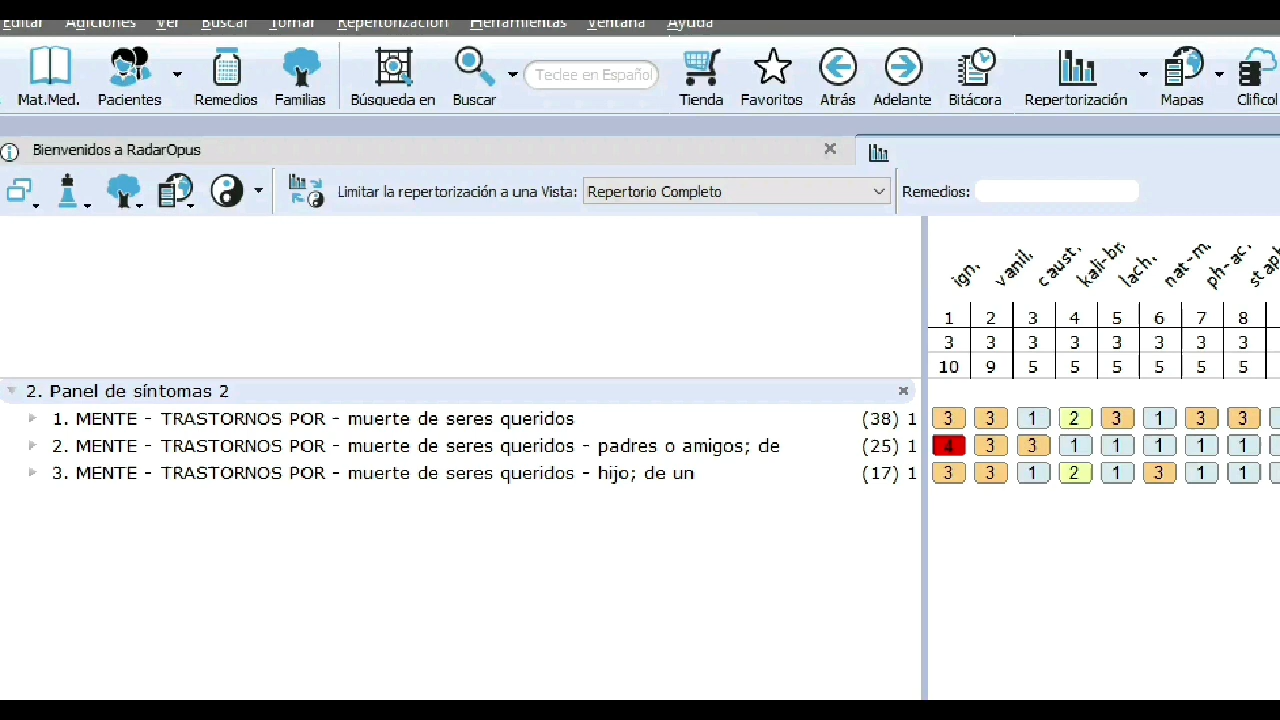 Editar Adiciones Ver Buscar Tomar Repertorización Herramientas Ventana Ayuda
Mat.Med. Pacientes Remedios Familias Búsqueda en Buscar Teclee en Español Tienda Favoritos Atrás Adelante Bitácora Repertorización Mapas Clificol
Bienvenidos a RadarOpus
Limitar la repertorización a una Vista: Repertorio Completo Remedios:
ign. vanil. caust. kali-br. lach. nat-m. ph-ac. staph
1 2 3 4 5 6 7 8
3 3 3 3 3 3 3 3
10 9 5 5 5 5 5 5
2. Panel de síntomas 2
1. MENTE - TRASTORNOS POR - muerte de seres queridos (38) 1 3 3 1 2 3 1 3 3
2. MENTE - TRASTORNOS POR - muerte de seres queridos - padres o amigos; de (25) 1 4 3 3 1 1 1 1 1
3. MENTE - TRASTORNOS POR - muerte de seres queridos - hijo; de un (17) 1 3 3 1 2 1 3 1 1